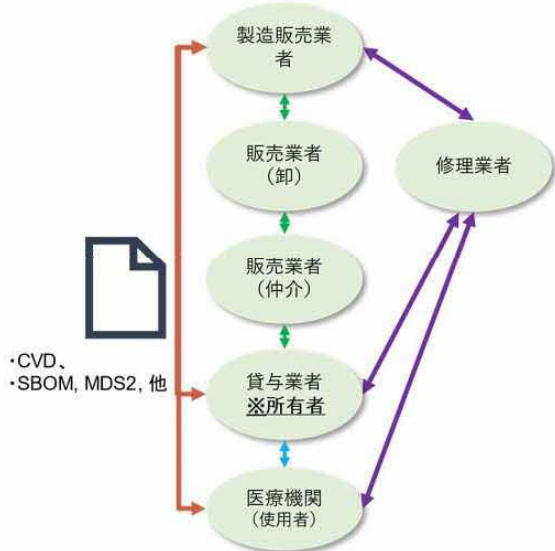 製造販売業
者
販売業者
（卸）
修理業者
販売業者
（仲介）
・CVD、
・SBOM, MDS2, 他
貸与業者
※所有者
医療機関
（使用者）